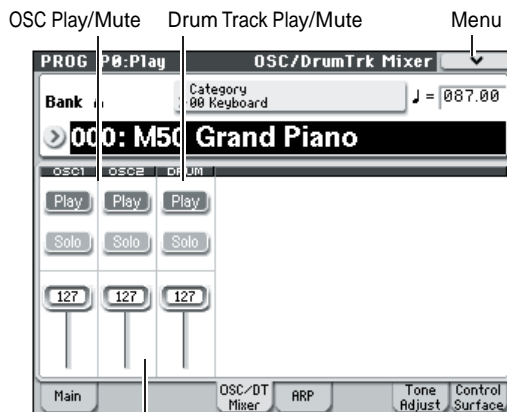 OSC Play/Mute Drum Track Play/Mute Menu
PROG P0:Play OSC/DrumTrk Mixer
Bank Category
00 Keyboard ♩= 087.00
000: M50 Grand Piano
OSC1 OSC2 DRUM
Play Play Play
Solo Solo Solo
127 127 127
Main OSC/DT Mixer ARP Tone Adjust Control Surface